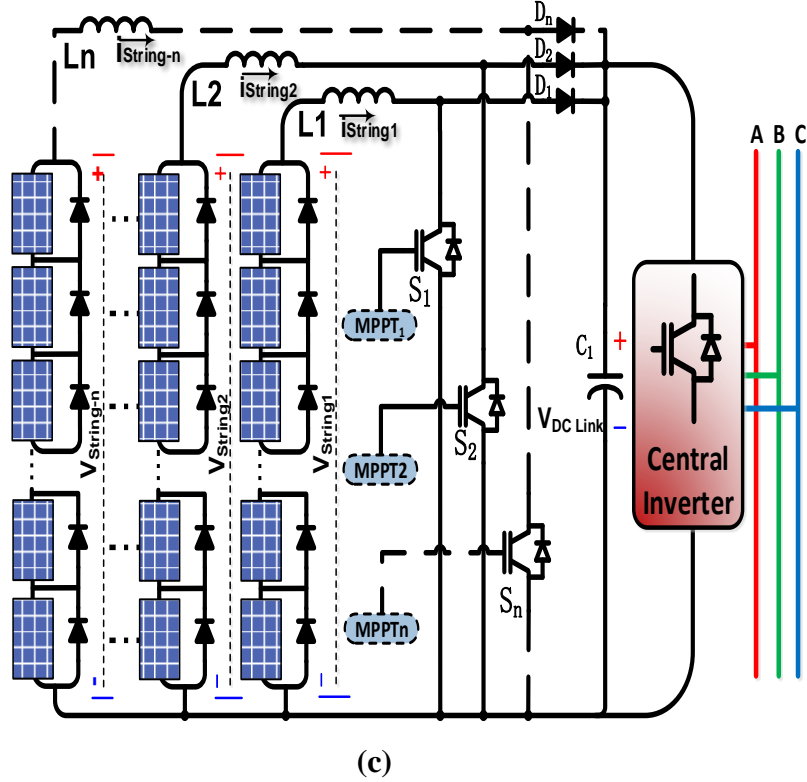 Dn
Ln
iString-n
D2
L2
iString2
D1
L1
iString1
A B C
+ + +
S1
MPPT1
C1 +
VString-n
VString2
VString1
MPPT2
S2
VDC Link −
Central
Inverter
MPPTn
Sn
- − −
(c)